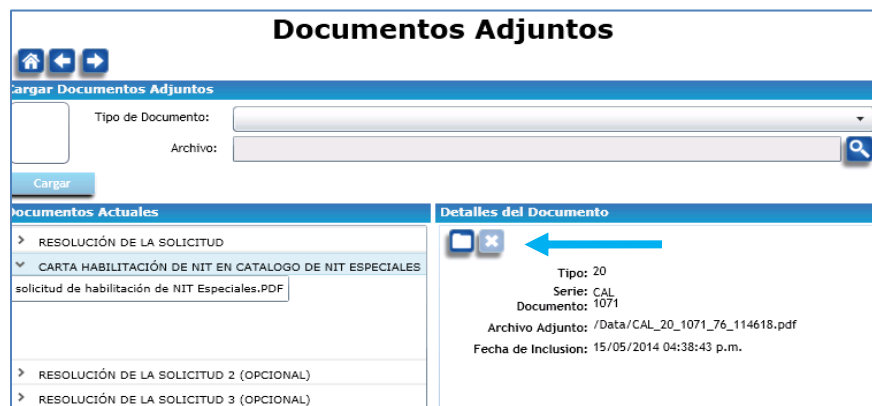 Documentos Adjuntos
Cargar Documentos Adjuntos
Tipo de Documento:
Archivo:
Cargar
Documentos Actuales
RESOLUCIÓN DE LA SOLICITUD
CARTA HABILITACIÓN DE NIT EN CATALOGO DE NIT ESPECIALES
solicitud de habilitación de NIT Especiales.PDF
RESOLUCIÓN DE LA SOLICITUD 2 (OPCIONAL)
RESOLUCIÓN DE LA SOLICITUD 3 (OPCIONAL)
Detalles del Documento
Tipo: 20
Serie: CAL
Documento: 1071
Archivo Adjunto: /Data/CAL_20_1071_76_114618.pdf
Fecha de Inclusion: 15/05/2014 04:38:43 p.m.